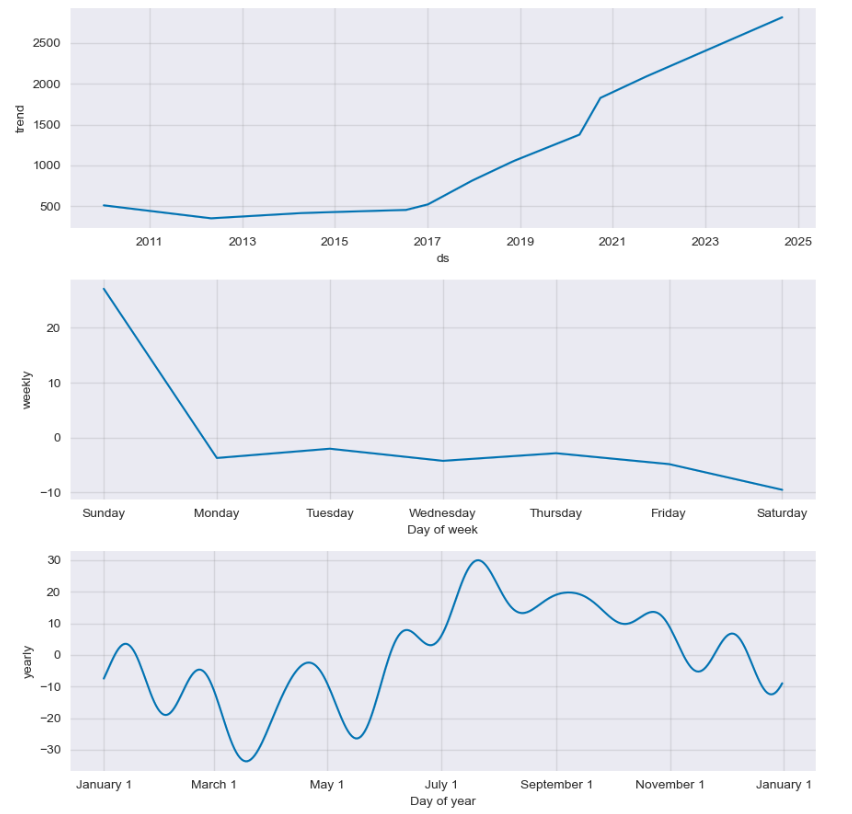 2500
2000
1500
1000
500
trend
2011 2013 2015 2017 2019 2021 2023 2025
ds
20
10
0
−10
weekly
Sunday Monday Tuesday Wednesday Thursday Friday Saturday
Day of week
30
20
10
0
−10
−20
−30
yearly
January 1 March 1 May 1 July 1 September 1 November 1 January 1
Day of year